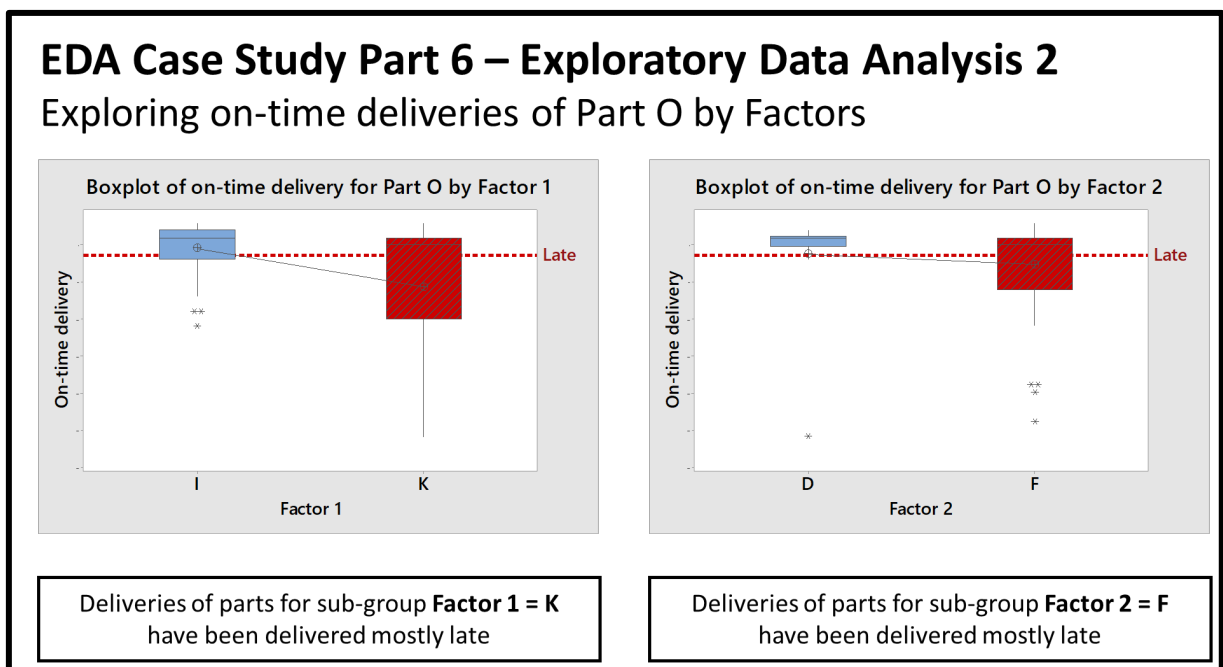 EDA Case Study Part 6 – Exploratory Data Analysis 2
Exploring on-time deliveries of Part O by Factors
Boxplot of on-time delivery for Part O by Factor 1
Late
On-time delivery
I
K
Factor 1
Boxplot of on-time delivery for Part O by Factor 2
Late
On-time delivery
D
F
Factor 2
Deliveries of parts for sub-group Factor 1 = K
have been delivered mostly late
Deliveries of parts for sub-group Factor 2 = F
have been delivered mostly late